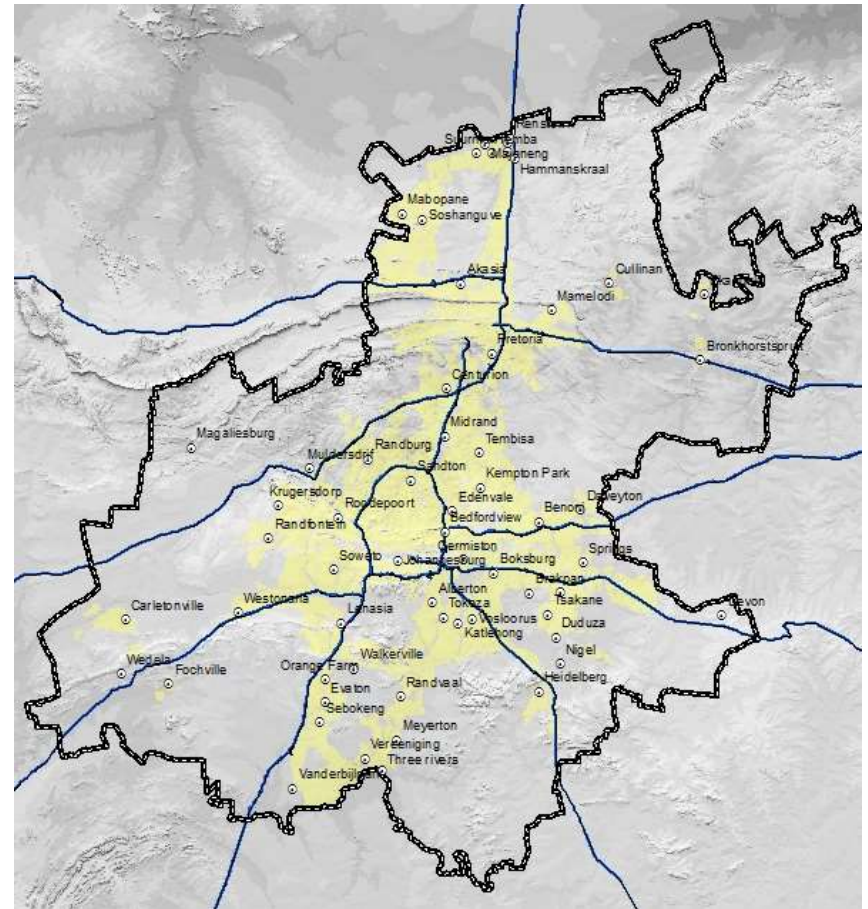 Hammanskraal
Mabopane
Soshanguve
Akasia
Cullinan
Mamelodi
Pretoria
Bronkhorstspruit
Centurion
Midrand
Magaliesburg
Randburg
Tembisa
Muldersdrif
Sandton
Kempton Park
Krugersdorp
Roodepoort
Edenvale
Benoni
Daveyton
Randfontein
Bedfordview
Germiston
Soweto
Johannesburg
Boksburg
Springs
Brakpan
Alberton
Tsakane
Carletonville
Westonaria
Lenasia
Tokoza
Vosloorus
Devon
Katlehong
Duduza
Walkerville
Nigel
Wedela
Fochville
Orange Farm
Evaton
Randvaal
Heidelberg
Sebokeng
Meyerton
Vereeniging
Three rivers